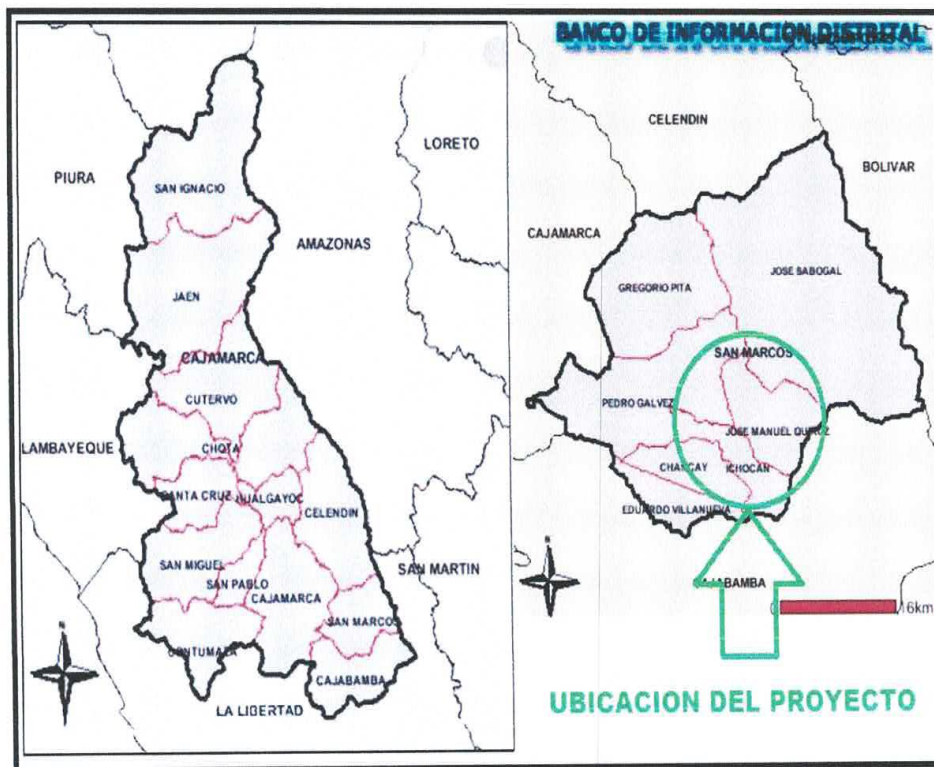 PIURA
SAN IGNACIO
LORETO
AMAZONAS
JAEN
CAJAMARCA
CUTERVO
LAMBAYEQUE
CHOTA
SANTA CRUZ
HUALGAYOC
CELENDIN
SAN MIGUEL
SAN PABLO
CAJAMARCA
SAN MARTIN
SAN MARCOS
CONTUMAZA
CAJABAMBA
LA LIBERTAD
N
BANCO DE INFORMACION DISTRITAL
CELENDIN
BOLIVAR
CAJAMARCA
JOSE SABOGAL
GREGORIO PITA
SAN MARCOS
PEDRO GALVEZ
JOSE MANUEL QUIROZ
CHANCAY
ICHOCAN
EDUARDO VILLANUEVA
N
CAJABAMBA
0 16km
UBICACION DEL PROYECTO